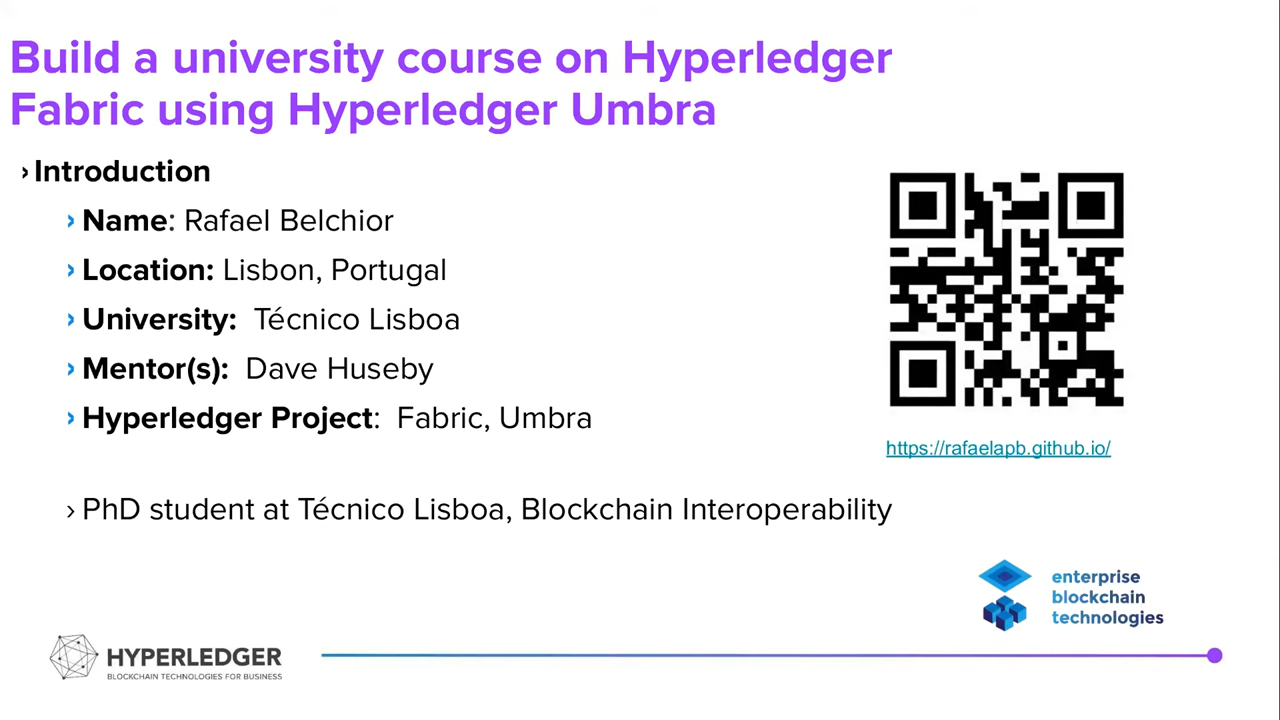 Build a university course on Hyperledger
Fabric using Hyperledger Umbra
› Introduction
› Name: Rafael Belchior
› Location: Lisbon, Portugal
› University: Técnico Lisboa
› Mentor(s): Dave Huseby
› Hyperledger Project: Fabric, Umbra
https://rafaelapb.github.io/
› PhD student at Técnico Lisboa, Blockchain Interoperability
enterprise
blockchain
technologies
HYPERLEDGER
BLOCKCHAIN TECHNOLOGIES FOR BUSINESS